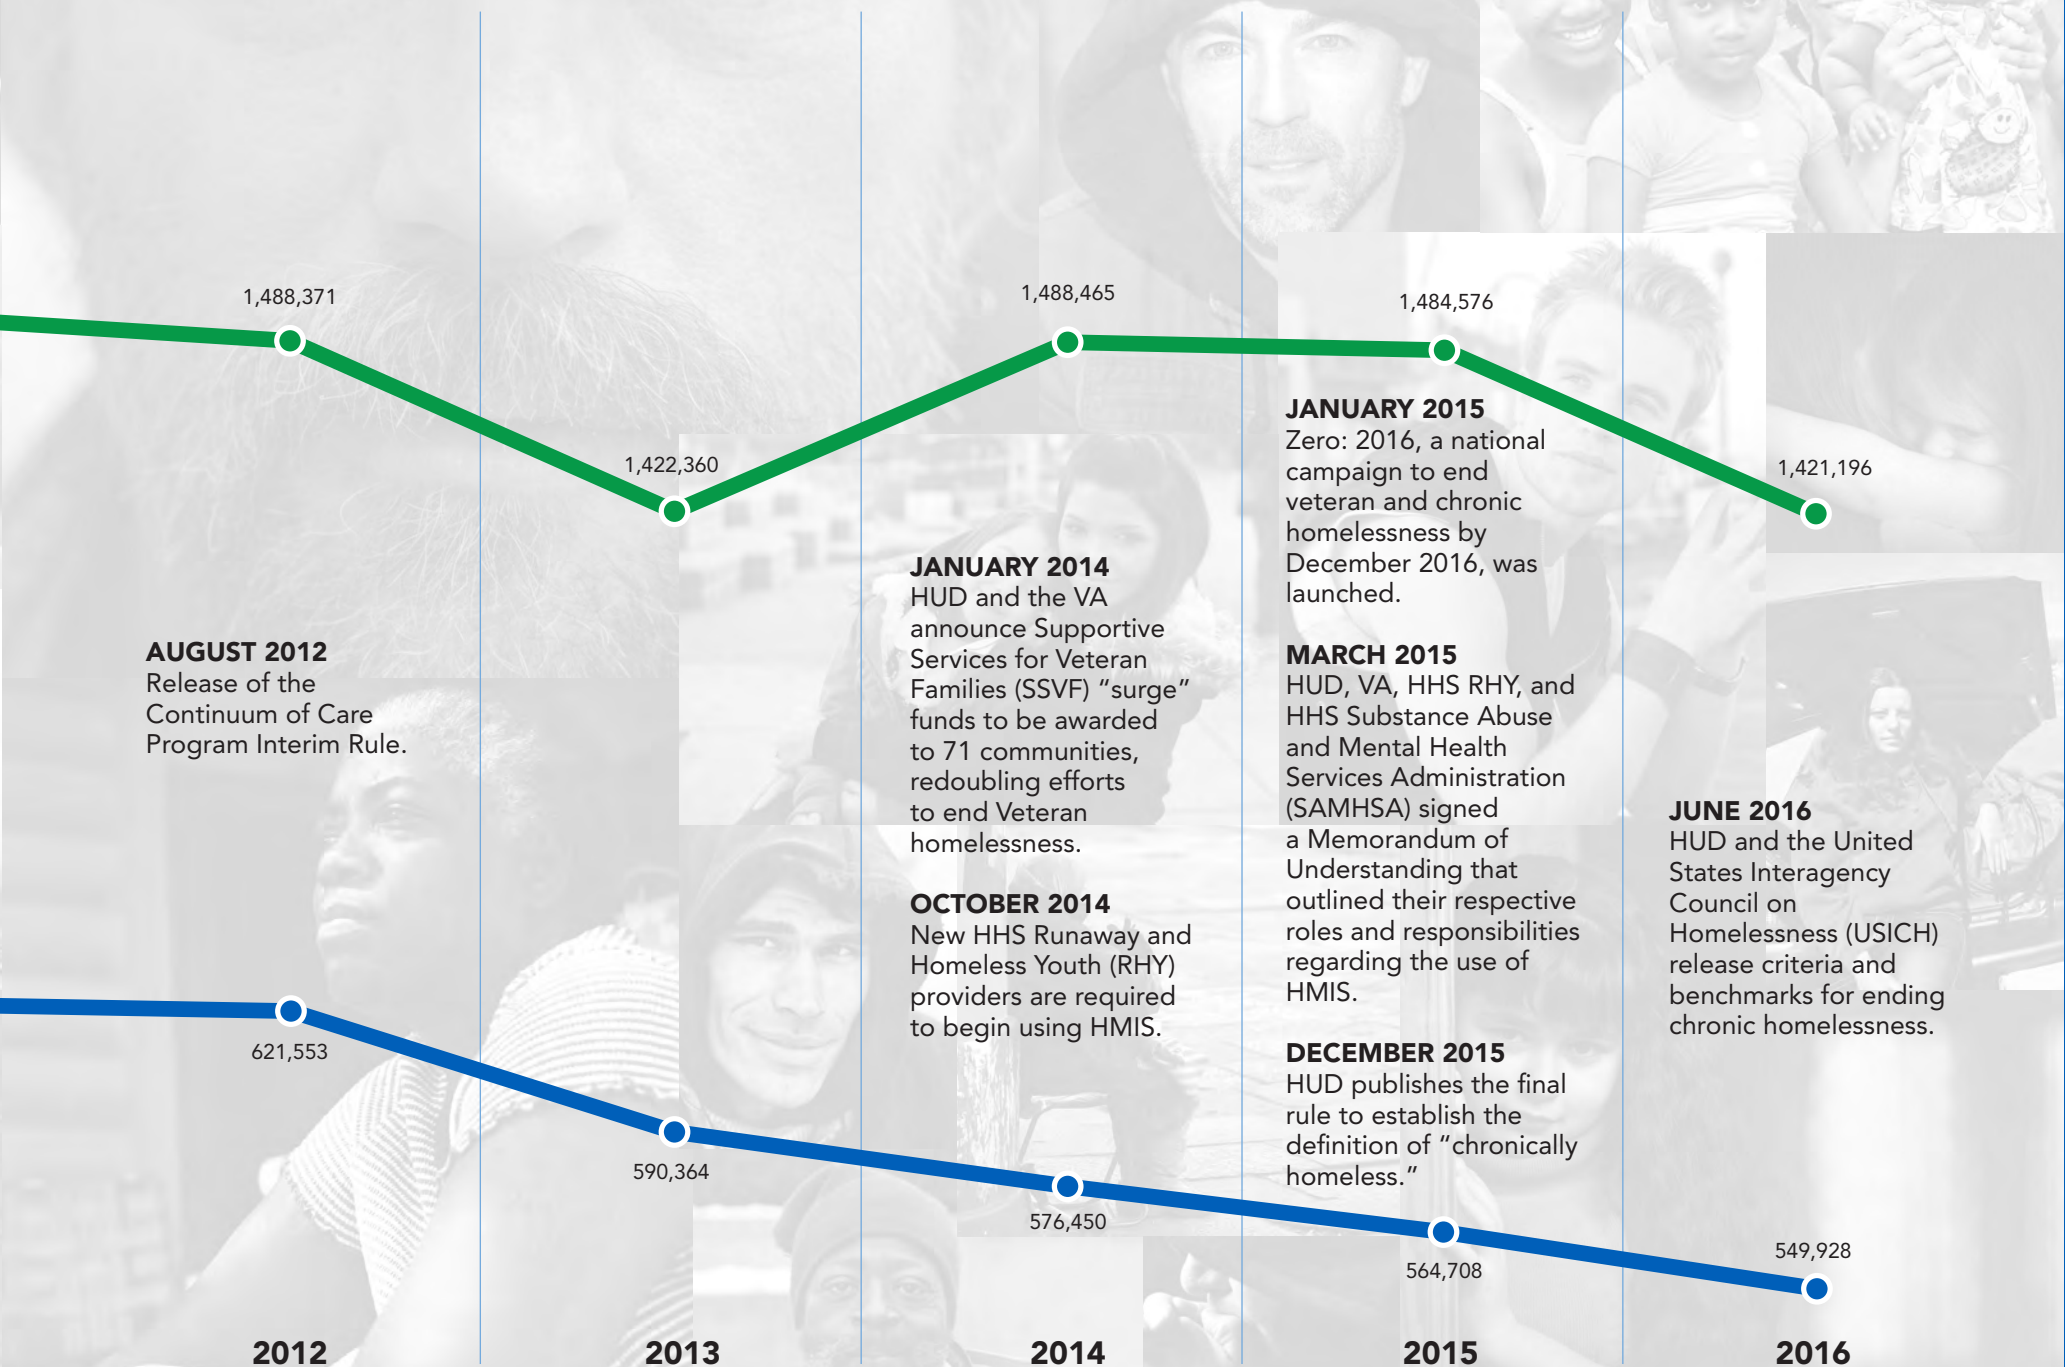 1,488,371
1,422,360
1,488,465
1,484,576
1,421,196
AUGUST 2012
Release of the
Continuum of Care
Program Interim Rule.
JANUARY 2014
HUD and the VA
announce Supportive
Services for Veteran
Families (SSVF) “surge”
funds to be awarded
to 71 communities,
redoubling efforts
to end Veteran
homelessness.
OCTOBER 2014
New HHS Runaway and
Homeless Youth (RHY)
providers are required
to begin using HMIS.
JANUARY 2015
Zero: 2016, a national
campaign to end
veteran and chronic
homelessness by
December 2016, was
launched.
MARCH 2015
HUD, VA, HHS RHY, and
HHS Substance Abuse
and Mental Health
Services Administration
(SAMHSA) signed
a Memorandum of
Understanding that
outlined their respective
roles and responsibilities
regarding the use of
HMIS.
DECEMBER 2015
HUD publishes the final
rule to establish the
definition of “chronically
homeless.”
JUNE 2016
HUD and the United
States Interagency
Council on
Homelessness (USICH)
release criteria and
benchmarks for ending
chronic homelessness.
621,553
590,364
576,450
564,708
549,928
2012
2013
2014
2015
2016